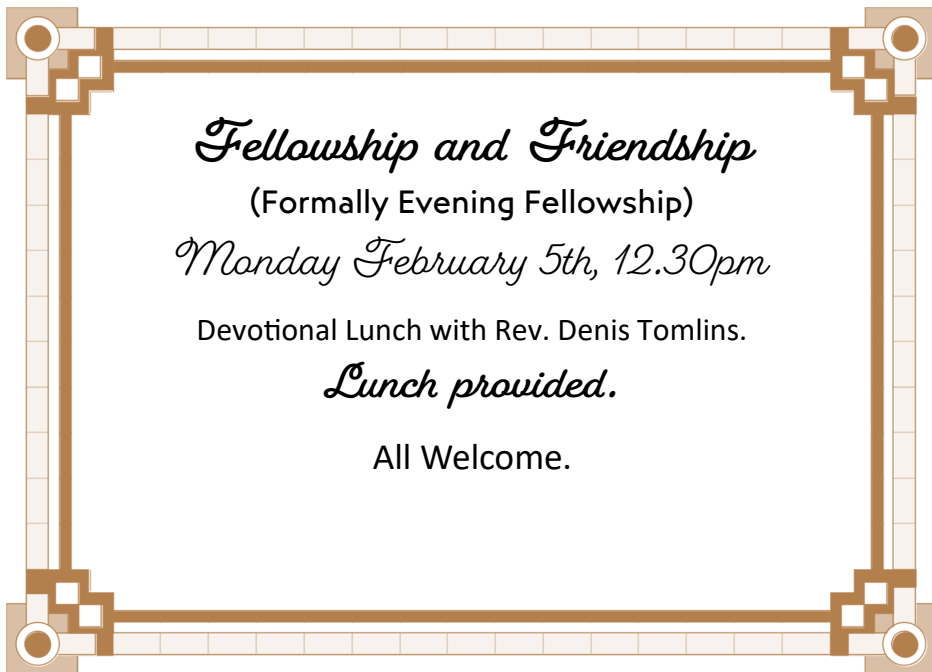 Fellowship and Friendship
(Formally Evening Fellowship)
Monday February 5th, 12.30pm
Devotional Lunch with Rev. Denis Tomlins.
Lunch provided.
All Welcome.